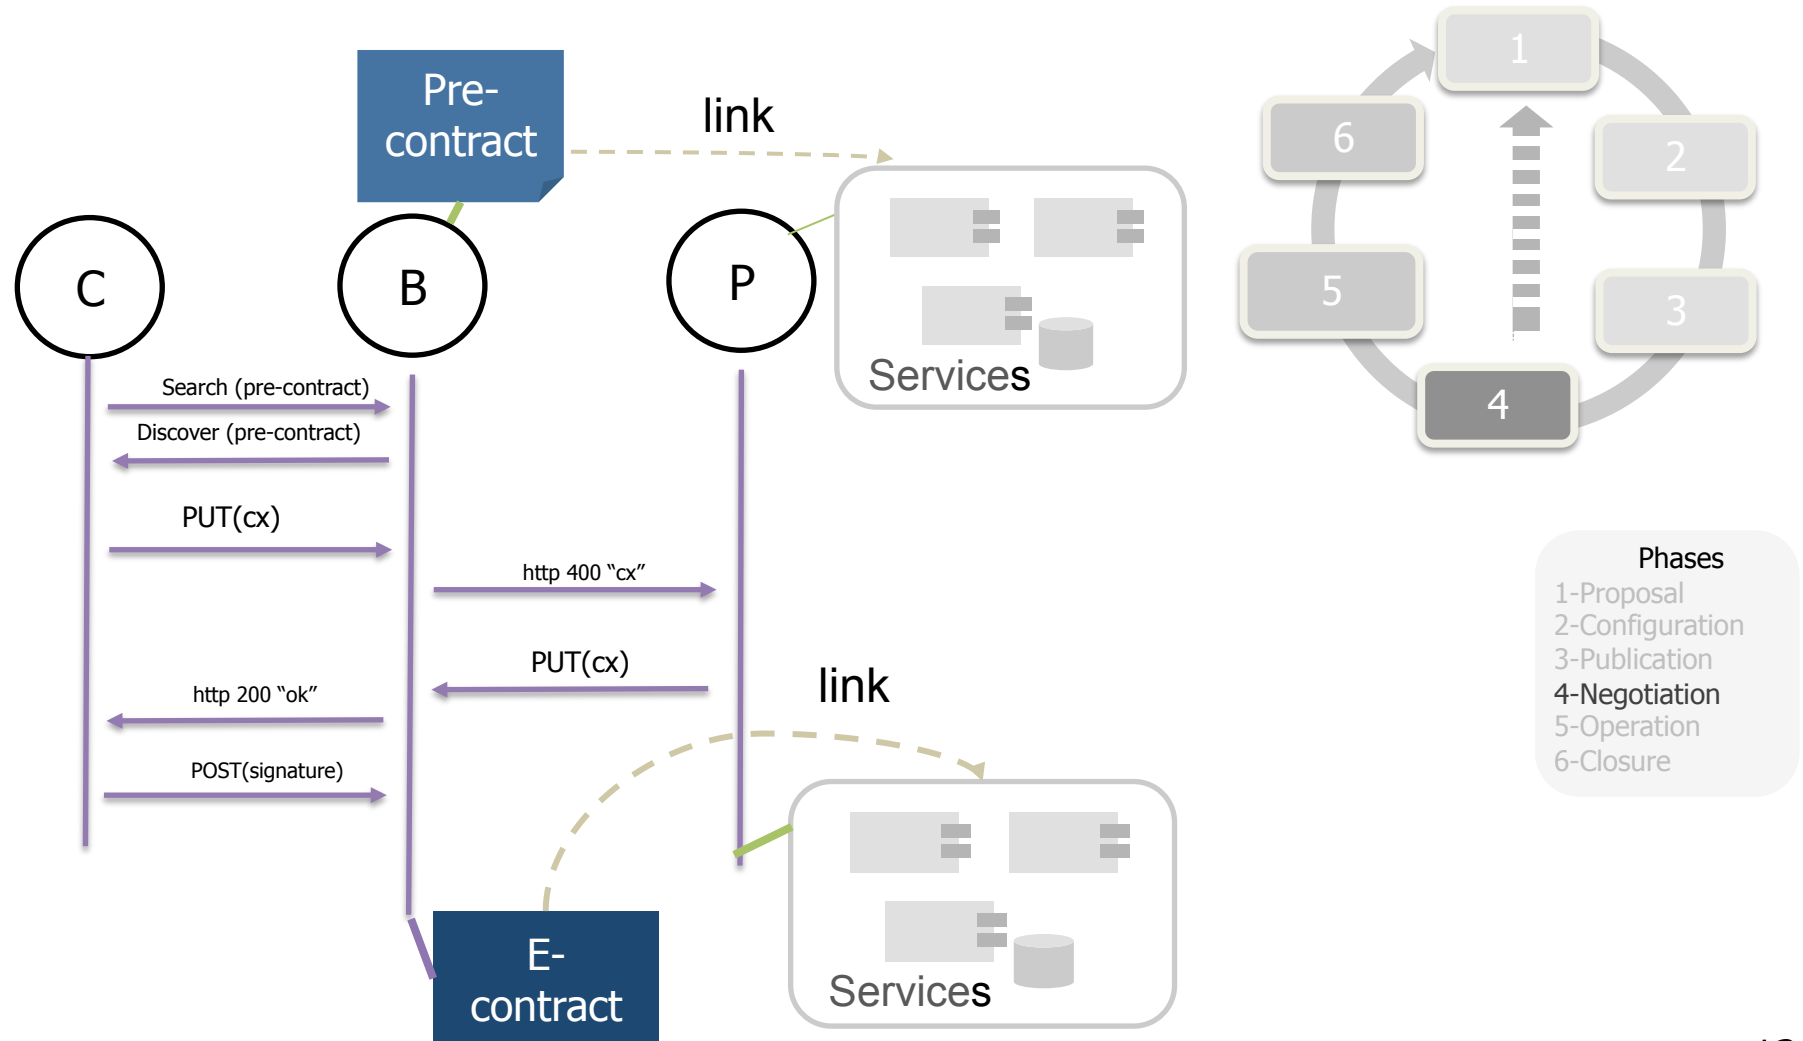 Pre-
contract
link
C
B
P
Services
Search (pre-contract)
Discover (pre-contract)
PUT(cx)
http 400 “cx”
PUT(cx)
http 200 “ok”
POST(signature)
link
E-
contract
Services
1
2
3
4
5
6
Phases
1-Proposal
2-Configuration
3-Publication
4-Negotiation
5-Operation
6-Closure